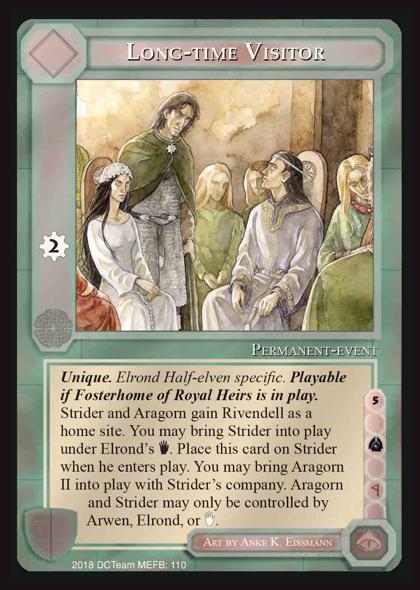 Long-time Visitor
2
Permanent-event
Unique. Elrond Half-elven specific. Playable
if Fosterhome of Royal Heirs is in play.
Strider and Aragorn gain Rivendell as a
home site. You may bring Strider into play
under Elrond's . Place this card on Strider
when he enters play. You may bring Aragorn
II into play with Strider's company. Aragorn
and Strider may only be controlled by
Arwen, Elrond, or .
5
Art by Anke K. Eissmann
2018 DCTeam MEFB: 110